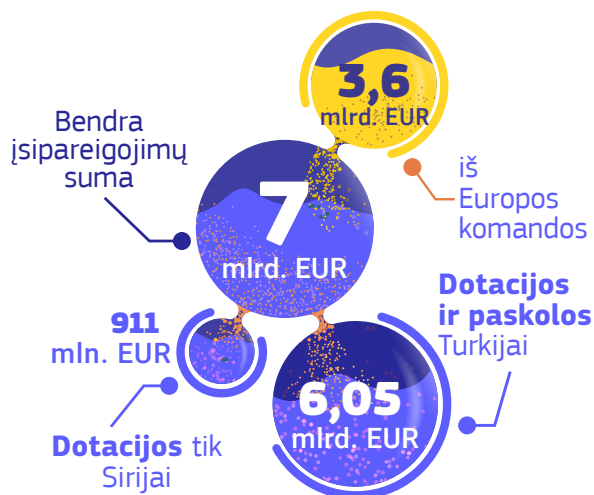 3,6
mlrd. EUR
Bendra
įsipareigojimų
suma
iš
Europos
komandos
7
mlrd. EUR
911
mln. EUR
Dotacijos
ir paskolos
Turkijai
6,05
mlrd. EUR
Dotacijos tik
Sirijai